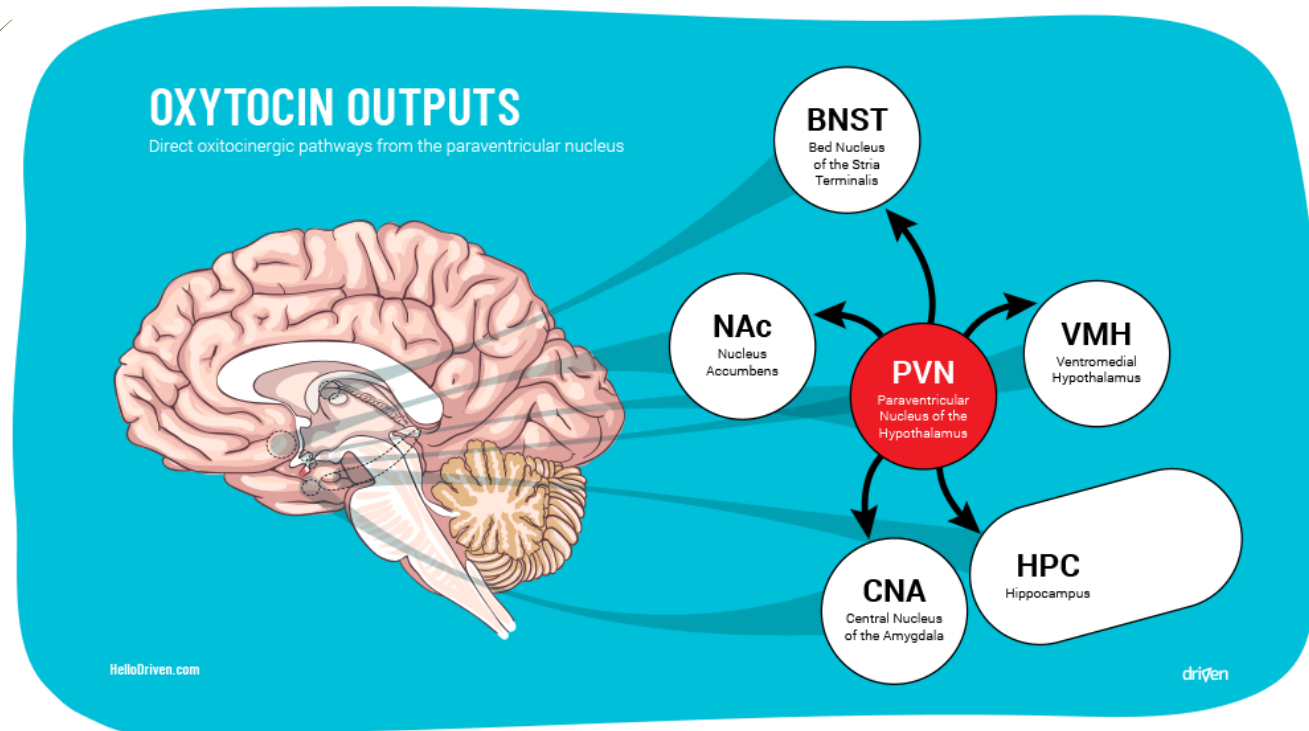 OXYTOCIN OUTPUTS
Direct oxitocinergic pathways from the paraventricular nucleus
BNST
Bed Nucleus
of the Stria
Terminalis
NAc
Nucleus
Accumbens
VMH
Ventromedial
Hypothalamus
PVN
Paraventricular
Nucleus of the
Hypothalamus
CNA
Central Nucleus
of the Amygdala
HPC
Hippocampus
HelloDriven.com
driven